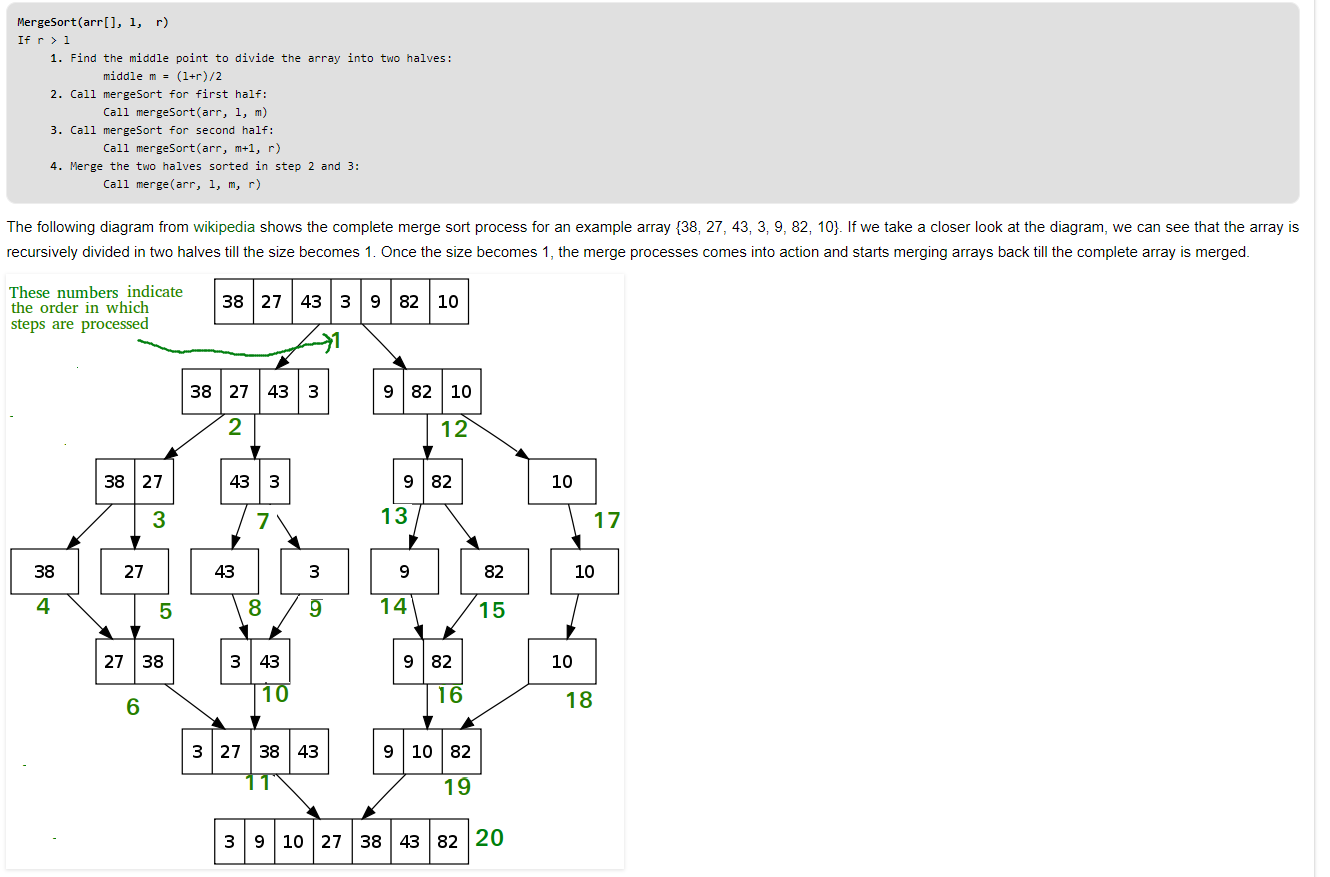 MergeSort(arr[], l, r)
If r > l
1. Find the middle point to divide the array into two halves:
middle m = (l+r)/2
2. Call mergeSort for first half:
Call mergeSort(arr, l, m)
3. Call mergeSort for second half:
Call mergeSort(arr, m+1, r)
4. Merge the two halves sorted in step 2 and 3:
Call merge(arr, l, m, r)
The following diagram from wikipedia shows the complete merge sort process for an example array {38, 27, 43, 3, 9, 82, 10}. If we take a closer look at the diagram, we can see that the array is
recursively divided in two halves till the size becomes 1. Once the size becomes 1, the merge processes comes into action and starts merging arrays back till the complete array is merged.
These numbers indicate
the order in which
steps are processed
38 27 43 3 9 82 10
1
38 27 43 3 9 82 10
2 12
38 27 43 3 9 82 10
3 7 13 17
38 27 43 3 9 82 10
4 5 8 9 14 15
27 38 3 43 9 82 10
6 10 16 18
3 27 38 43 9 10 82
11 19
3 9 10 27 38 43 82 20